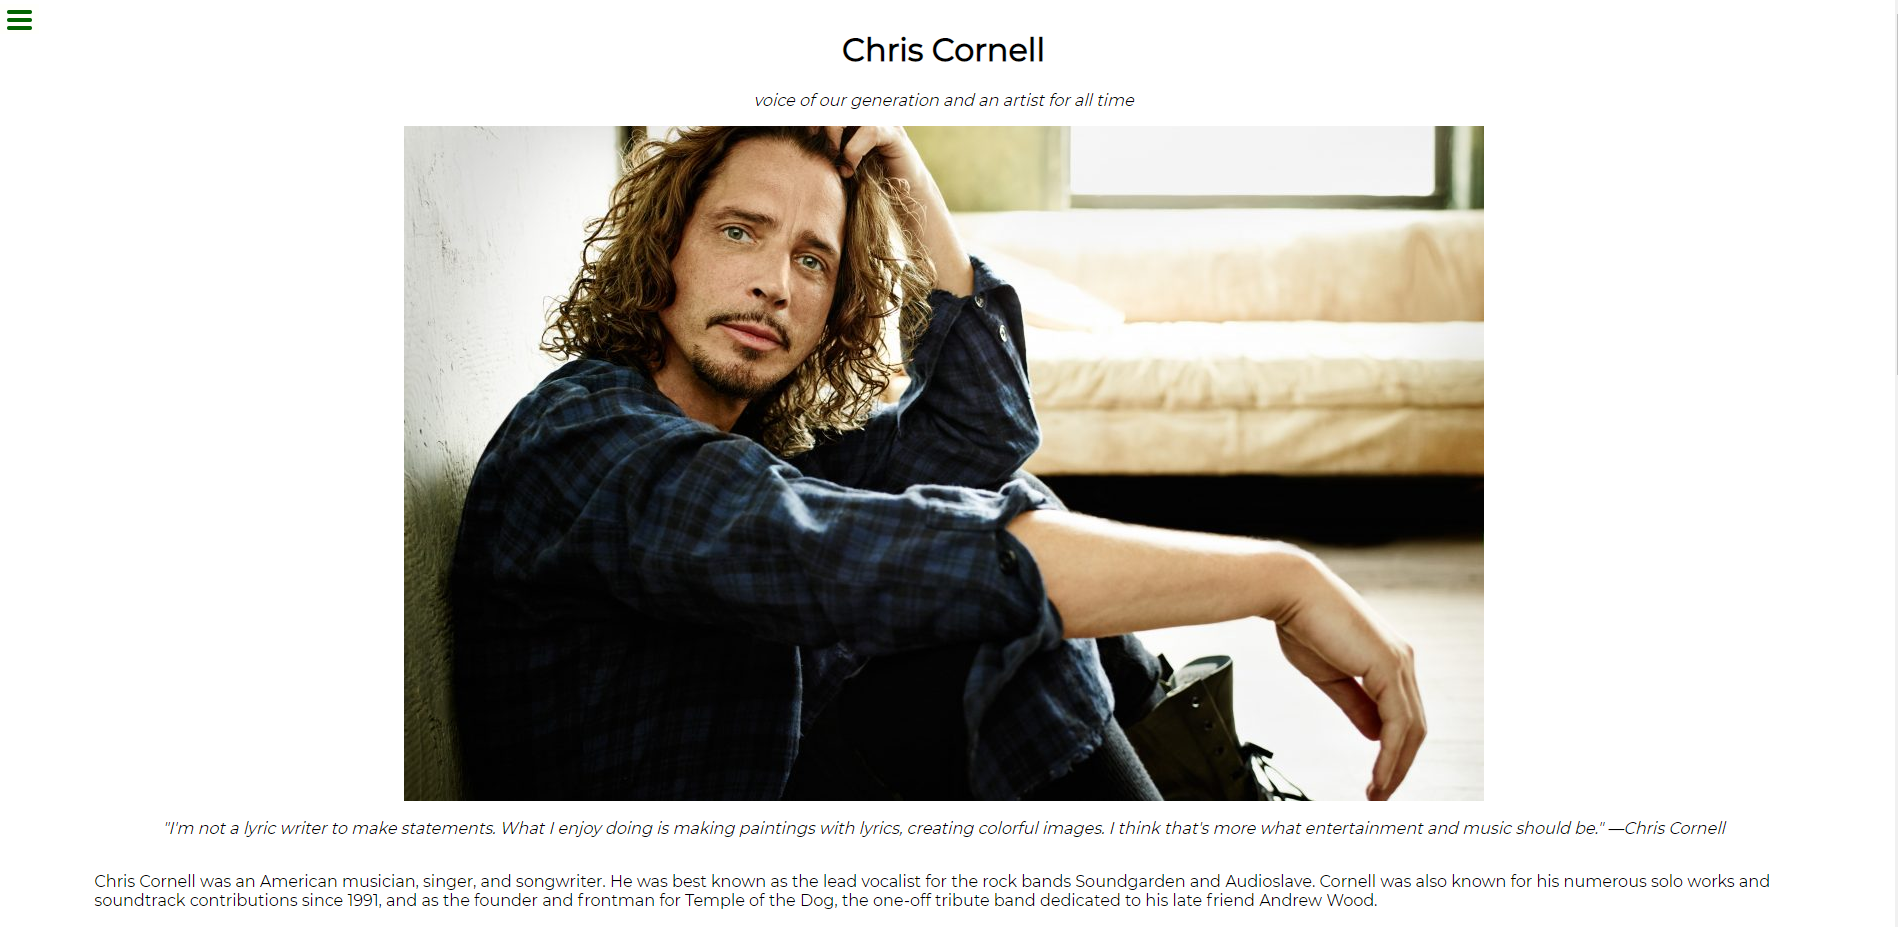 Chris Cornell
voice of our generation and an artist for all time
"I'm not a lyric writer to make statements. What I enjoy doing is making paintings with lyrics, creating colorful images. I think that's more what entertainment and music should be." —Chris Cornell
Chris Cornell was an American musician, singer, and songwriter. He was best known as the lead vocalist for the rock bands Soundgarden and Audioslave. Cornell was also known for his numerous solo works and
soundtrack contributions since 1991, and as the founder and frontman for Temple of the Dog, the one-off tribute band dedicated to his late friend Andrew Wood.